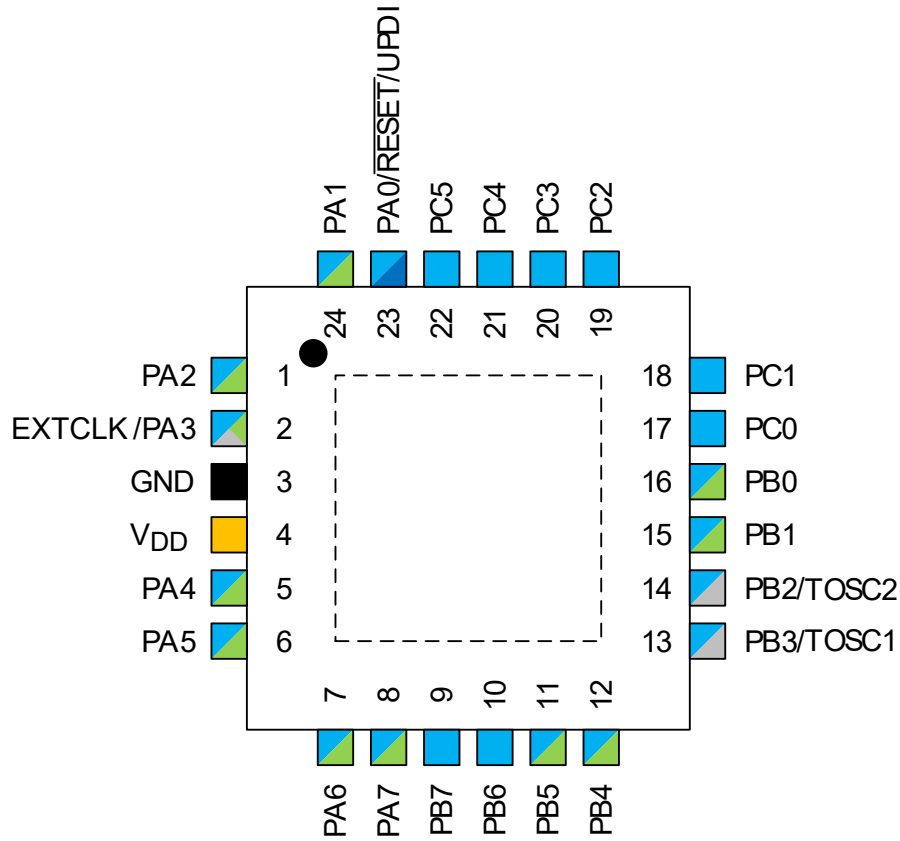 PA1
PA0/RESET/UPDI
PC5
PC4
PC3
PC2
24
23
22
21
20
19
PA2 1
EXTCLK/PA3 2
GND 3
VDD 4
PA4 5
PA5 6
18 PC1
17 PC0
16 PB0
15 PB1
14 PB2/TOSC2
13 PB3/TOSC1
7
8
9
10
11
12
PA6
PA7
PB7
PB6
PB5
PB4